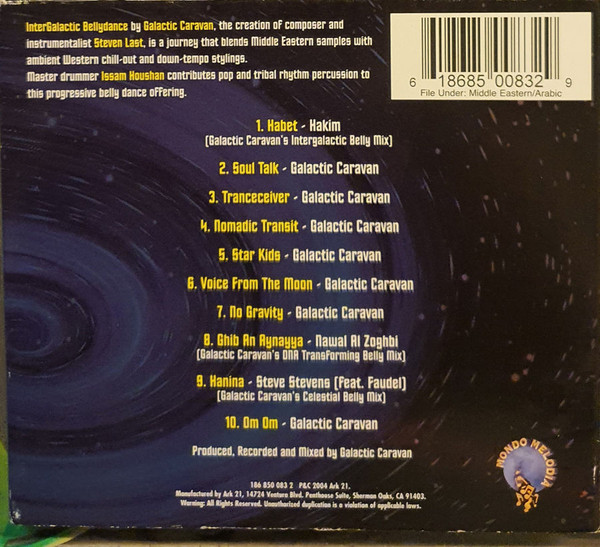 InterGalactic Bellydance by Galactic Caravan, the creation of composer and
instrumentalist Steven Last, is a journey that blends Middle Eastern samples with
ambient Western chill-out and down-tempo stylings.
Master drummer Issam Houshan contributes pop and tribal rhythm percussion to
this progressive belly dance offering.
6 18685 00832 9
File Under: Middle Eastern/Arabic
1. Habet - Hakim
(Galactic Caravan's Intergalactic Belly Mix)
2. Soul Talk - Galactic Caravan
3. Tranceceiver - Galactic Caravan
4. Nomadic Transit - Galactic Caravan
5. Star Kids - Galactic Caravan
6. Voice From The Moon - Galactic Caravan
7. No Gravity - Galactic Caravan
8. Ghib An Aynayya - Nawal Al Zoghbi
(Galactic Caravan's DNA Transforming Belly Mix)
9. Hanina - Steve Stevens (Feat. Faudel)
(Galactic Caravan's Celestial Belly Mix)
10. Om Om - Galactic Caravan
Produced, Recorded and Mixed by Galactic Caravan
MONDO MELODIA
186 850 083 2 P&C 2004 Ark 21.
Manufactured by Ark 21, 14724 Ventura Blvd. Penthouse Suite, Sherman Oaks, CA 91403.
Warning: All Rights Reserved. Unauthorized duplication is a violation of applicable laws.